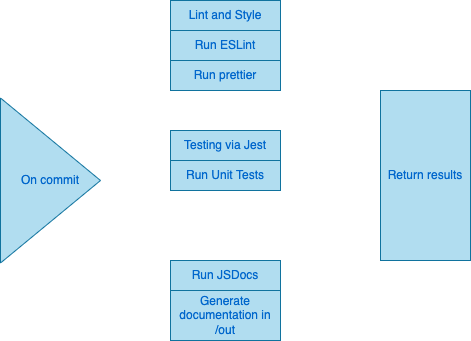 Lint and Style
Run ESLint
Run prettier
On commit
Testing via Jest
Run Unit Tests
Return results
Run JSDocs
Generate
documentation in
/out